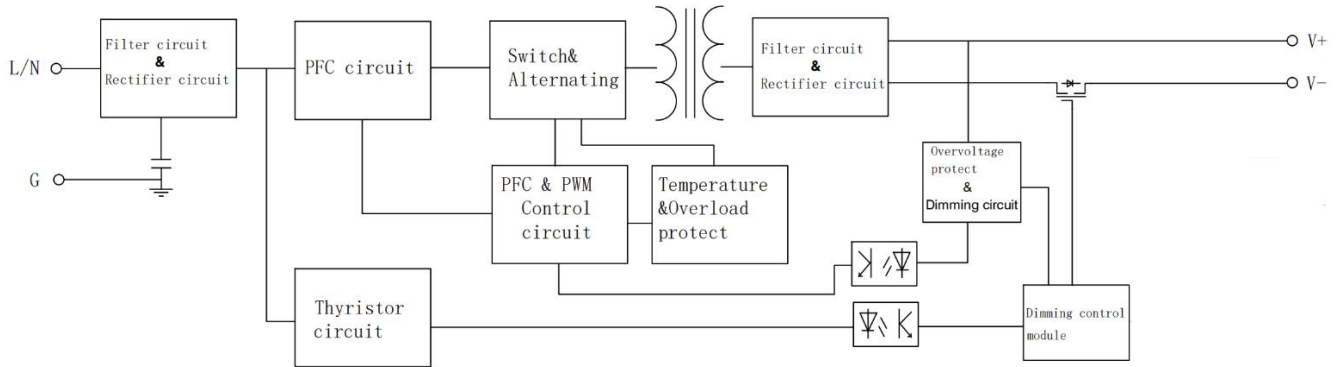 L/N
Filter circuit
&
Rectifier circuit
PFC circuit
Switch&
Alternating
Filter circuit
&
Rectifier circuit
V+
V-
G
PFC & PWM
Control
circuit
Temperature
&Overload
protect
Overvoltage
protect
&
Dimming circuit
Thyristor
circuit
Dimming control
module